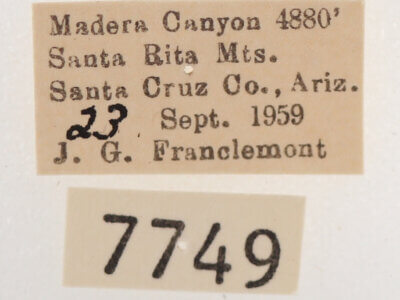 Madera Canyon 4880'
Santa Rita Mts.
Santa Cruz Co., Ariz.
23 Sept. 1959
J. G. Franclemont
7749